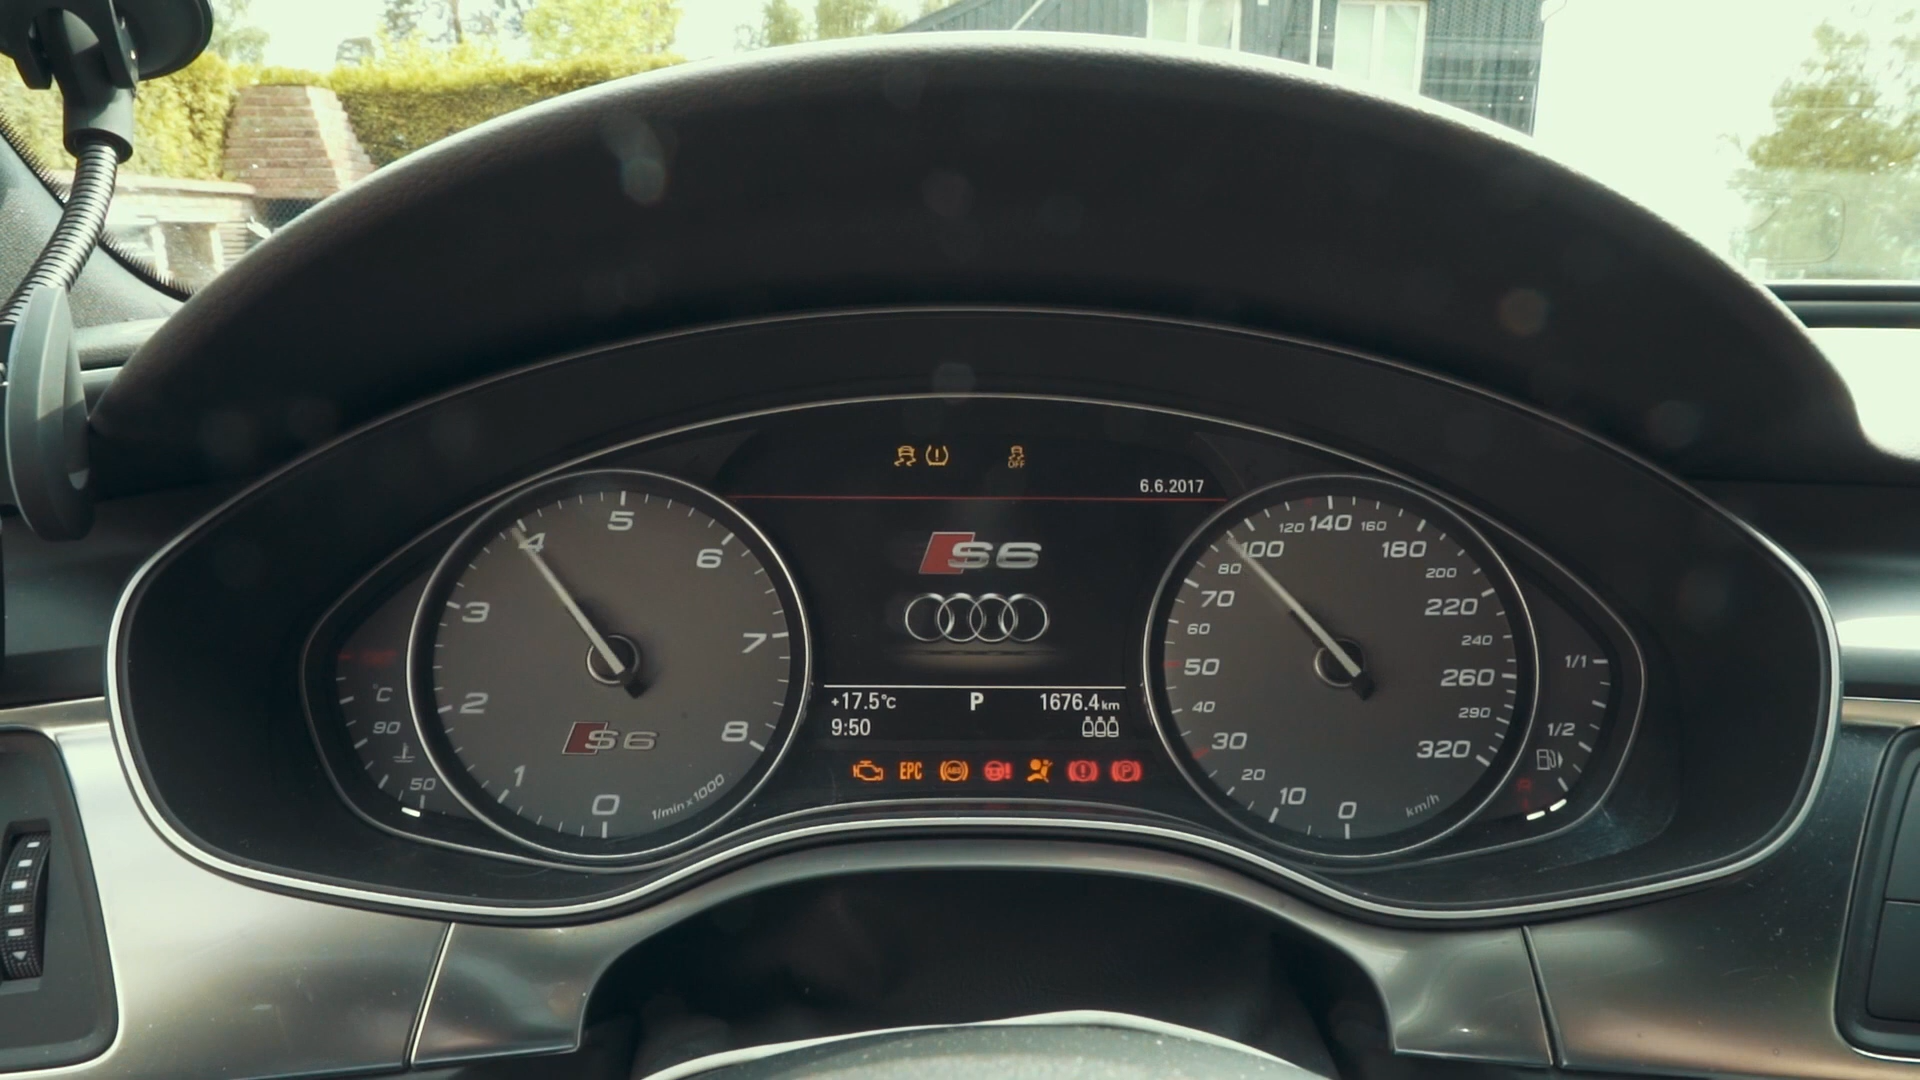 OFF
6.6.2017
S6
+17.5°C P 1676.4 km
9:50
EPC ABS ! ! P
0 1 2 3 4 5 6 7 8
1/min x 1000
S6
°C
90
50
0 10 20 30 40 50 60 70 80 100 120 140 160 180 200 220 240 260 290 320
km/h
1/1
1/2
R